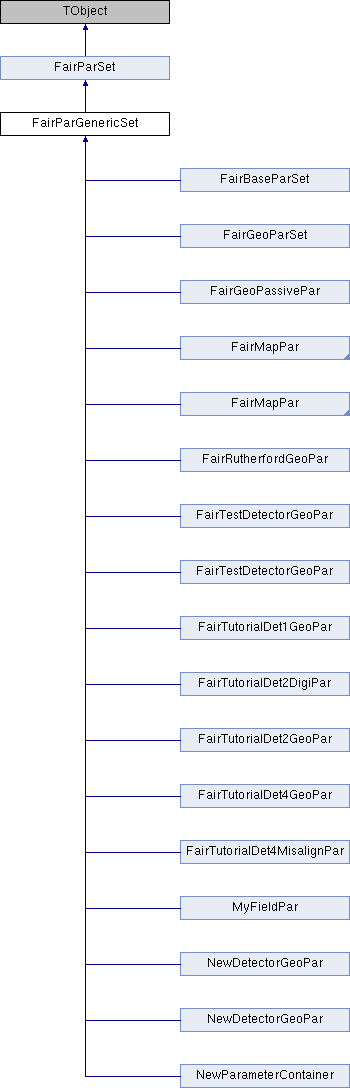 TObject
FairParSet
FairParGenericSet
FairBaseParSet
FairGeoParSet
FairGeoPassivePar
FairMapPar
FairMapPar
FairRutherfordGeoPar
FairTestDetectorGeoPar
FairTestDetectorGeoPar
FairTutorialDet1GeoPar
FairTutorialDet2DigiPar
FairTutorialDet2GeoPar
FairTutorialDet4GeoPar
FairTutorialDet4MisalignPar
MyFieldPar
NewDetectorGeoPar
NewDetectorGeoPar
NewParameterContainer